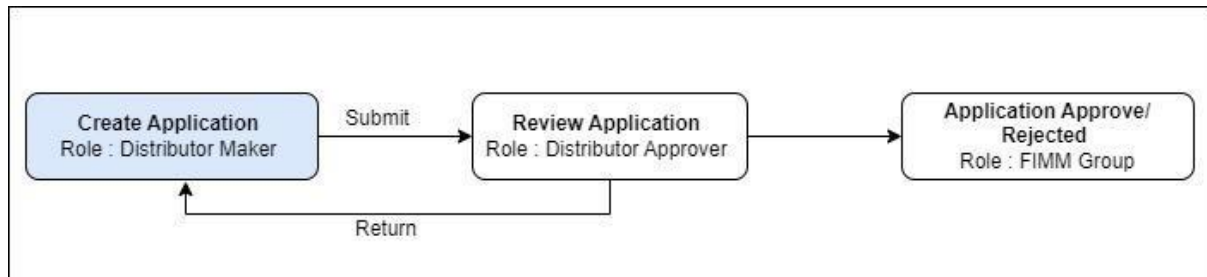 Create Application
Role : Distributor Maker
Submit
Review Application
Role : Distributor Approver
Application Approve/
Rejected
Role : FIMM Group
Return